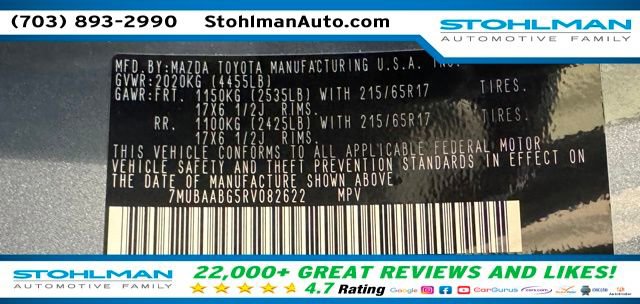 (703) 893-2990 StohlmanAuto.com STOHLMAN
AUTOMOTIVE FAMILY
MFD.BY:MAZDA TOYOTA MANUFACTURING U.S.A. INC.
GVWR:2020KG (4455LB)
GAWR:FRT. 1150KG (2535LB) WITH 215/65R17 TIRES.
17X6 1/2J RIMS.
RR. 1100KG (2425LB) WITH 215/65R17 TIRES.
17X6 1/2J RIMS.
THIS VEHICLE CONFORMS TO ALL APPLICABLE FEDERAL MOTOR
VEHICLE SAFETY AND THEFT PREVENTION STANDARDS IN EFFECT ON
THE DATE OF MANUFACTURE SHOWN ABOVE
7MUBAABG5RV082622 MPV
STOHLMAN
AUTOMOTIVE FAMILY
22,000+ GREAT REVIEWS AND LIKES!
4.7 Rating Google CarGurus cars.com